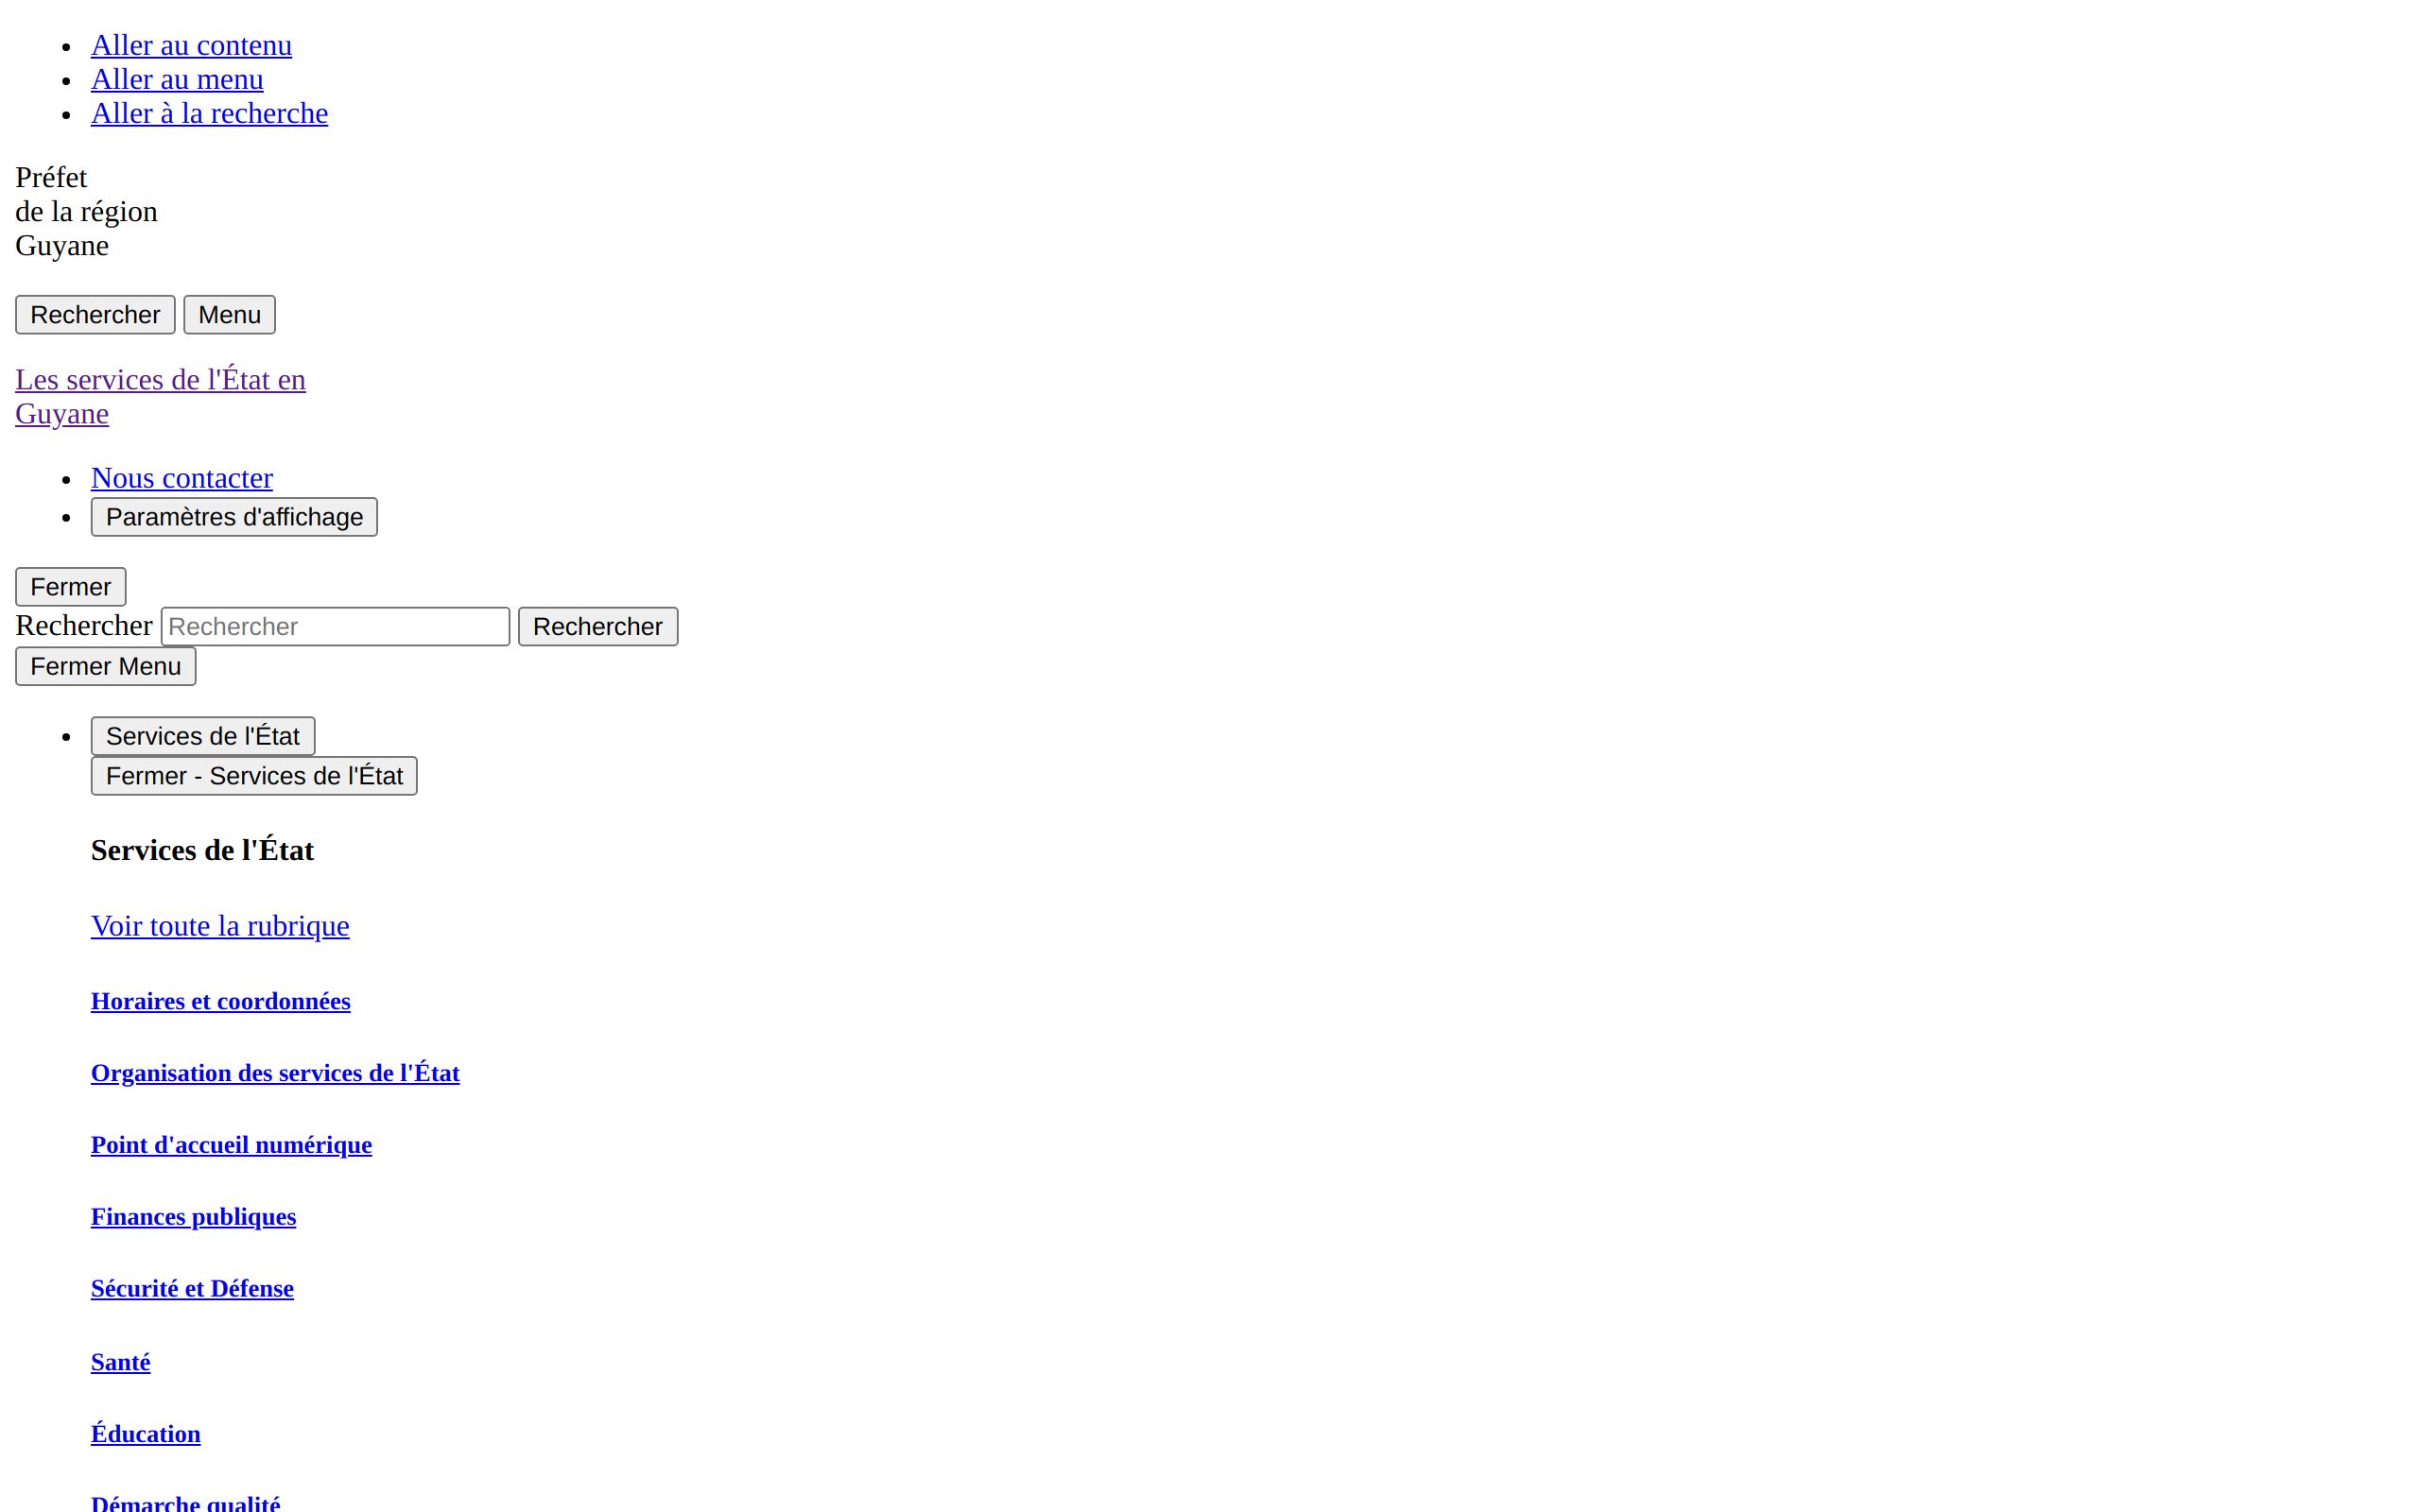 Aller au contenu
Aller au menu
Aller à la recherche
Préfet
de la région
Guyane
Rechercher Menu
Les services de l'État en
Guyane
Nous contacter
Paramètres d'affichage
Fermer
Rechercher Rechercher Rechercher
Fermer Menu
Services de l'État
Fermer - Services de l'État
Services de l'État
Voir toute la rubrique
Horaires et coordonnées
Organisation des services de l'État
Point d'accueil numérique
Finances publiques
Sécurité et Défense
Santé
Éducation
Démarche qualité